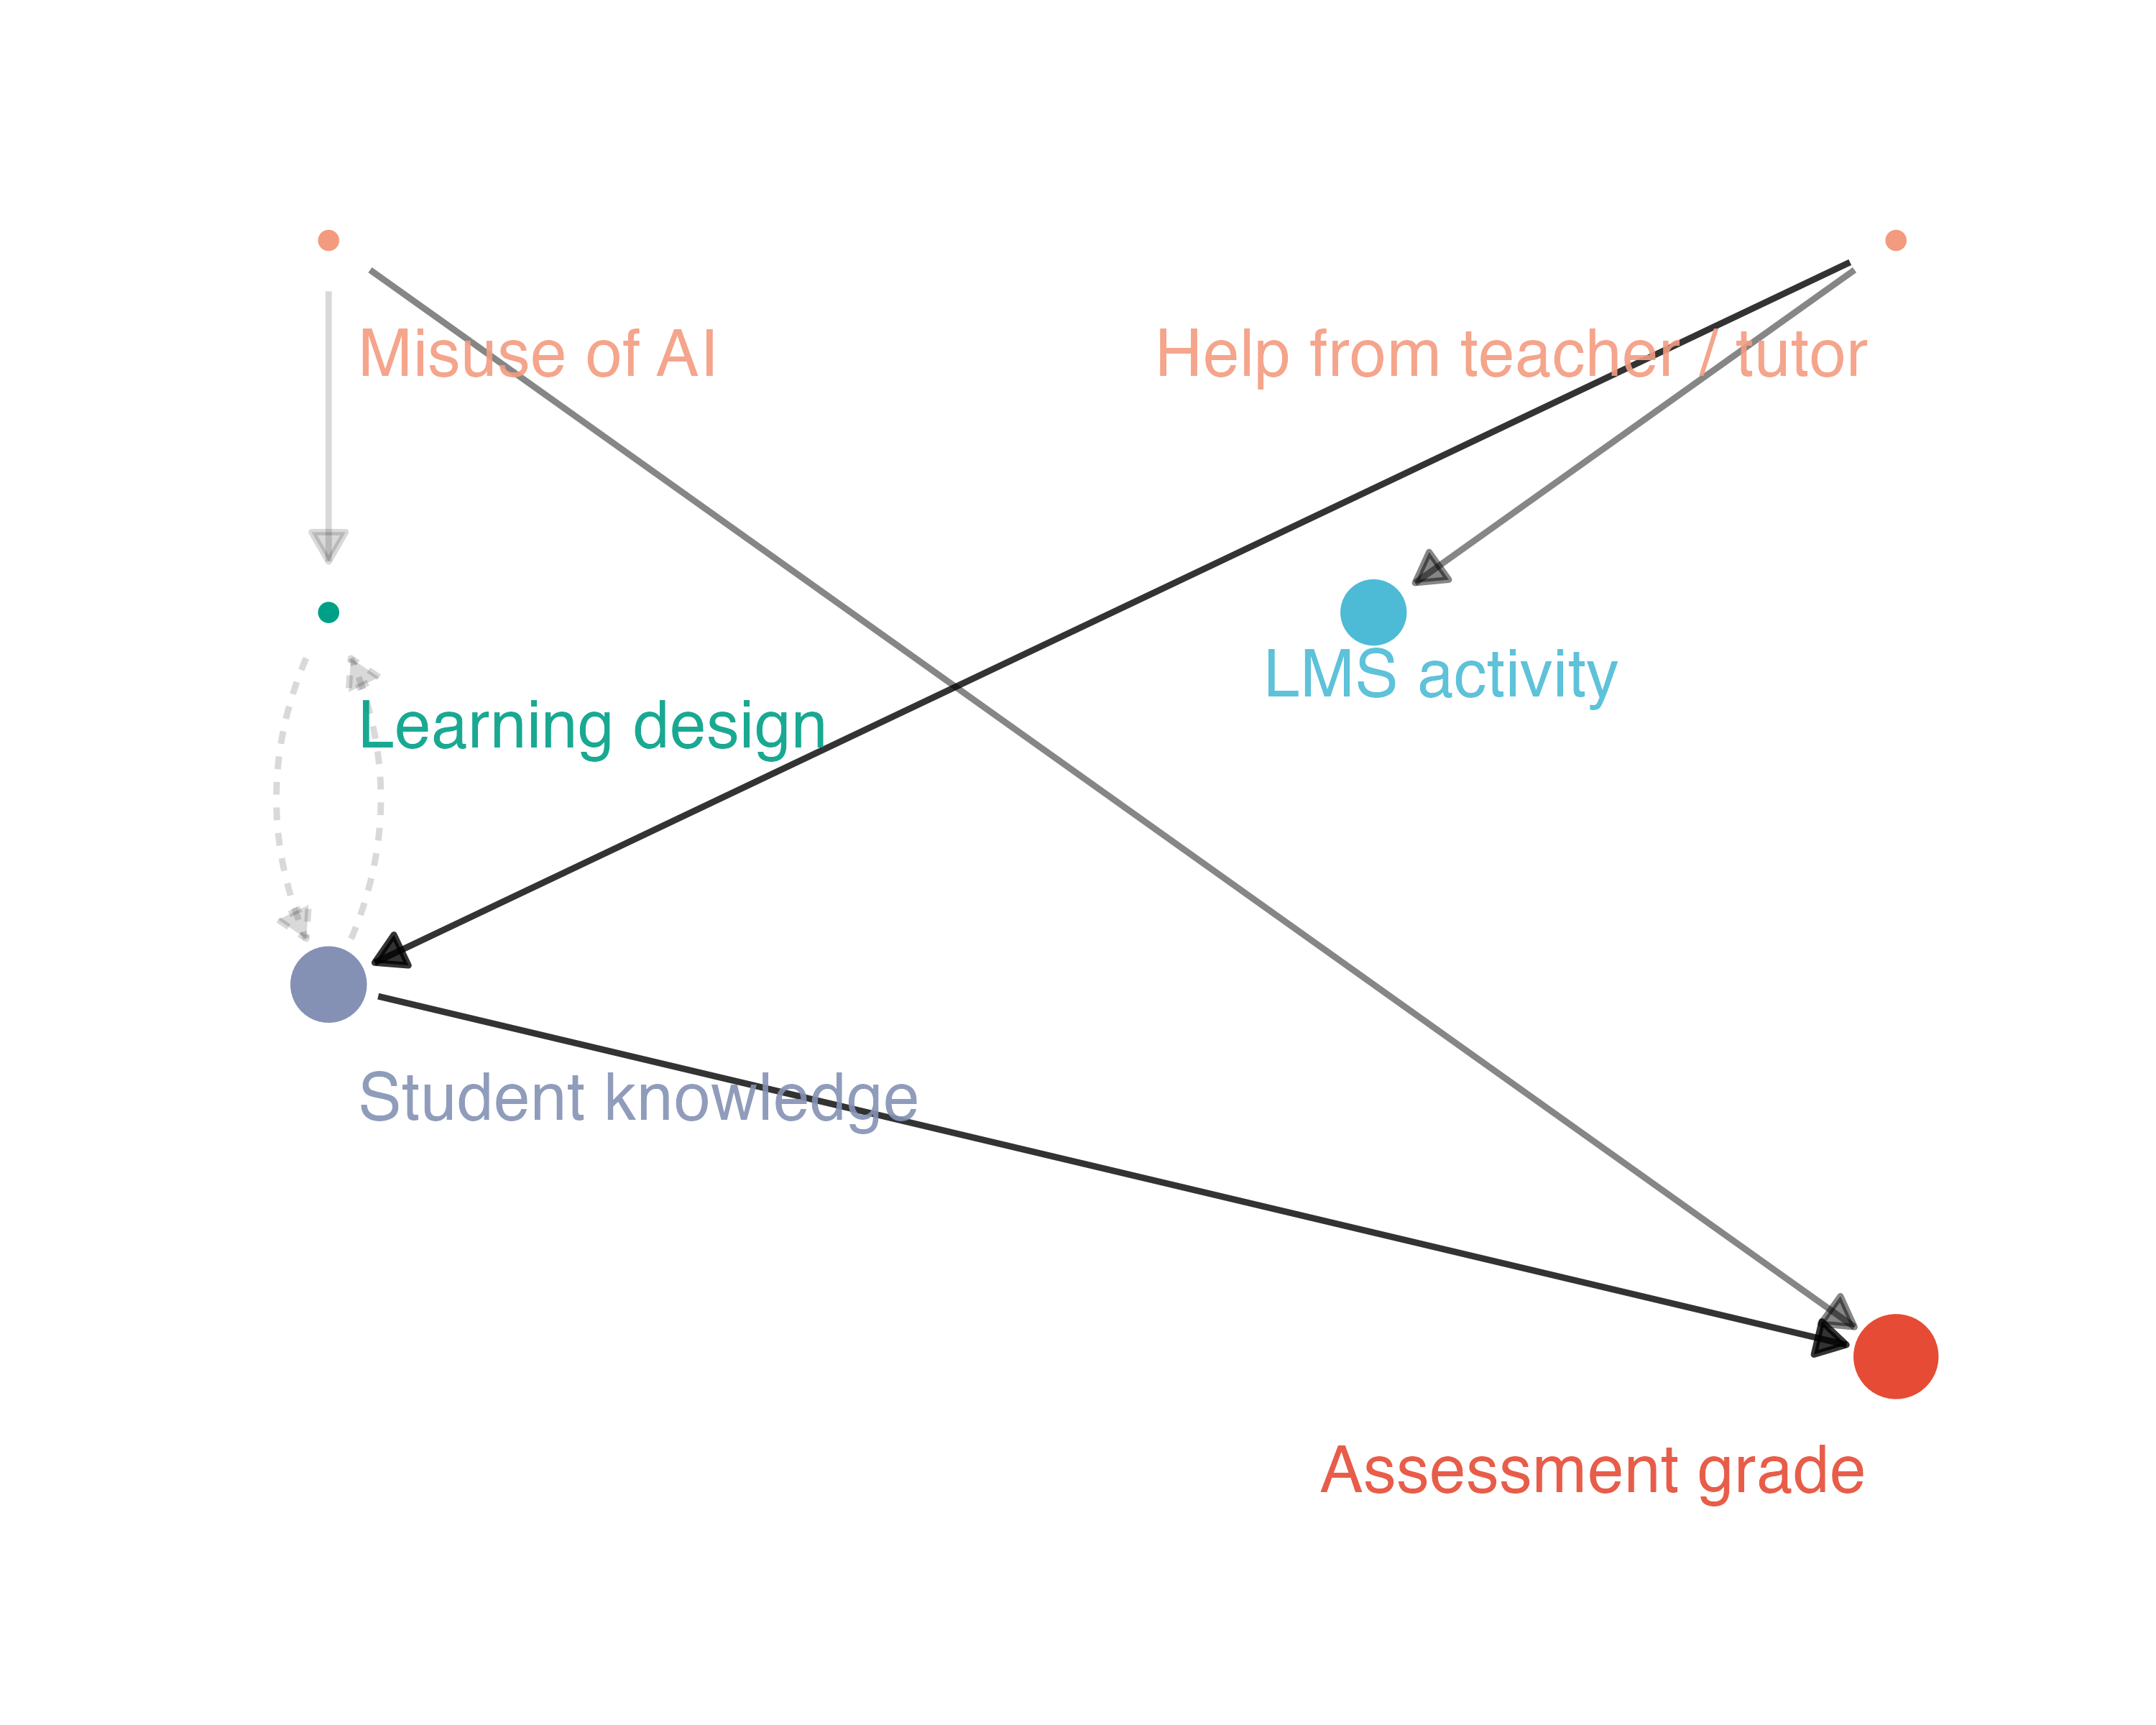 Misuse of AI
Help from teacher / tutor
LMS activity
Learning design
Student knowledge
Assessment grade